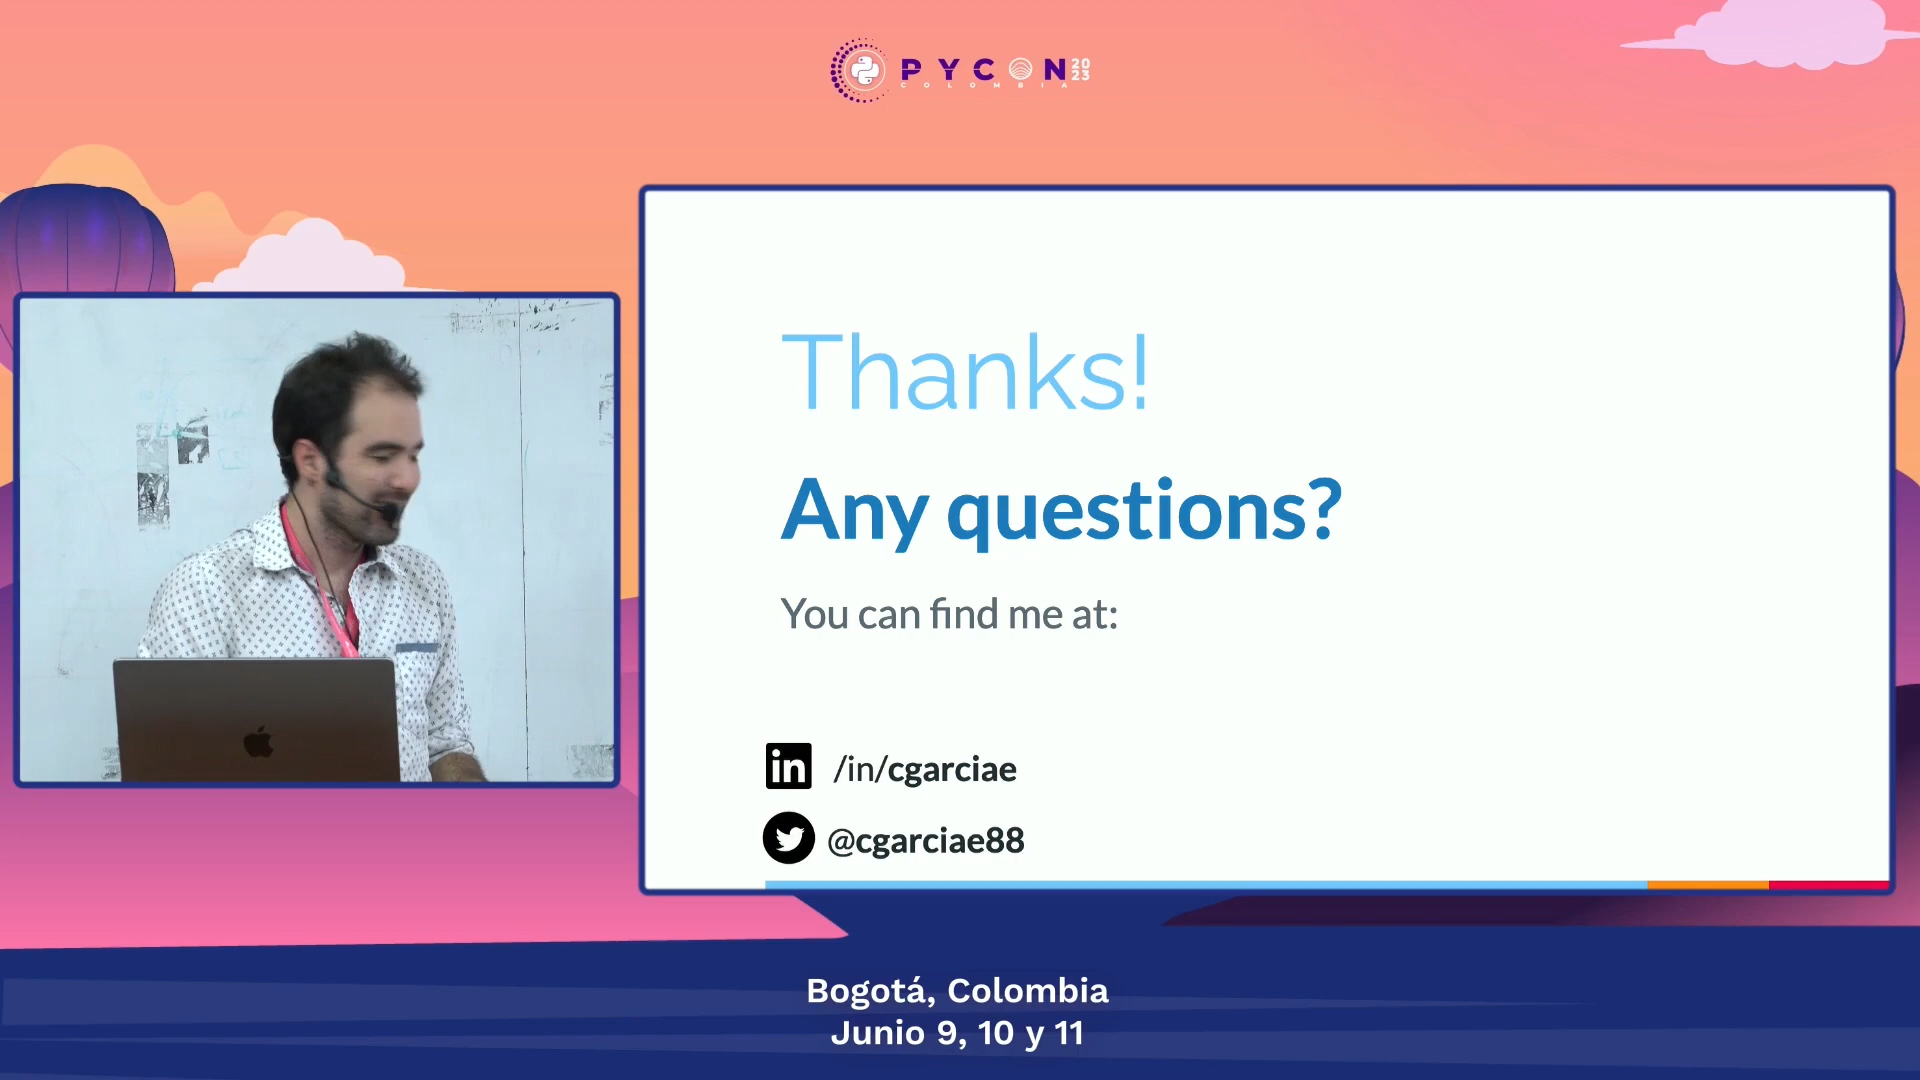 PYCON 2023
COLOMBIA
Thanks!
Any questions?
You can find me at:
in /in/cgarciae
@cgarciae88
Bogotá, Colombia
Junio 9, 10 y 11